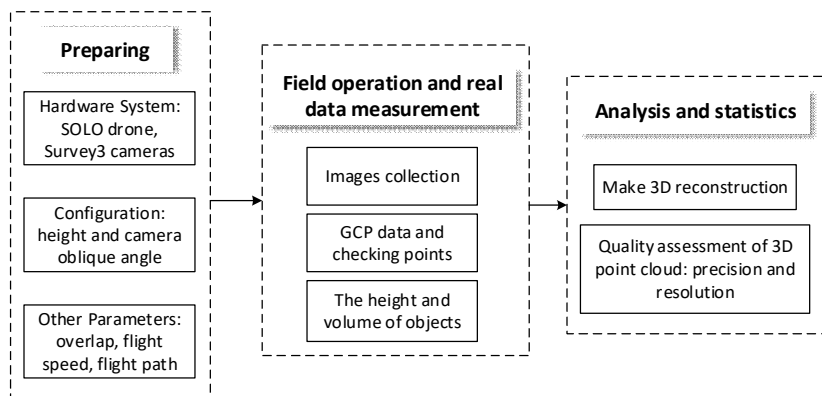 Preparing
Hardware System:
SOLO drone,
Survey3 cameras
Configuration:
height and camera
oblique angle
Other Parameters:
overlap, flight
speed, flight path
Field operation and real
data measurement
Images collection
GCP data and
checking points
The height and
volume of objects
Analysis and statistics
Make 3D reconstruction
Quality assessment of 3D
point cloud: precision and
resolution